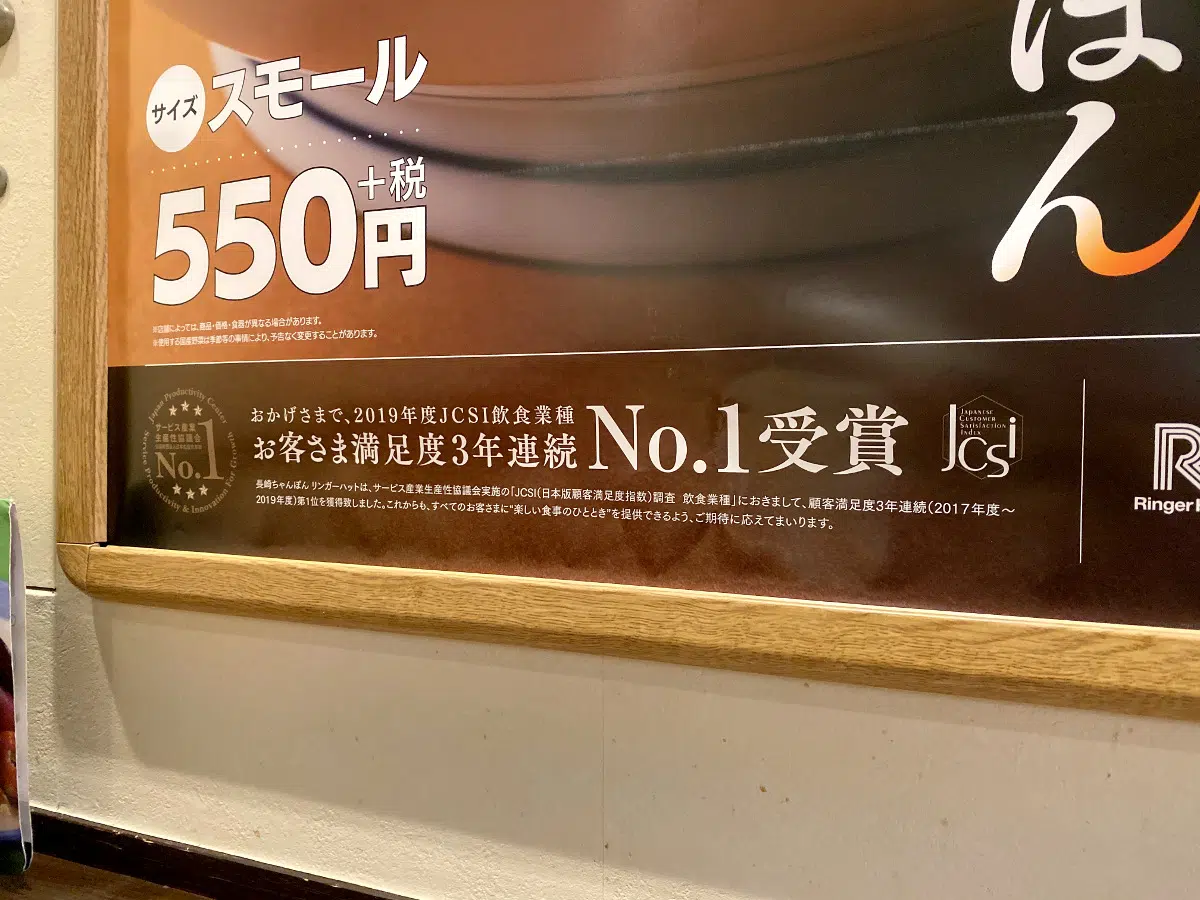 ぽん
サイズ スモール
550円+税
※店舗によっては、商品・価格・食器が異なる場合があります。
※使用する国産野菜は季節等の事情により、予告なく変更することがあります。
Japan Productivity Center
サービス産業
生産性協議会
No.1
Service Productivity & Innovation For Growth
おかげさまで、2019年度JCSI飲食業種
お客さま満足度3年連続 No.1受賞
長崎ちゃんぽん リンガーハットは、サービス産業生産性協議会実施の「JCSI(日本版顧客満足度指数)調査 飲食業種」におきまして、顧客満足度3年連続(2017年度〜
2019年度)第1位を獲得致しました。これからも、すべてのお客さまに"楽しい食事のひととき"を提供できるよう、ご期待に応えてまいります。
Japanese
Customer
Satisfaction
Index
JCSi
R
Ringer